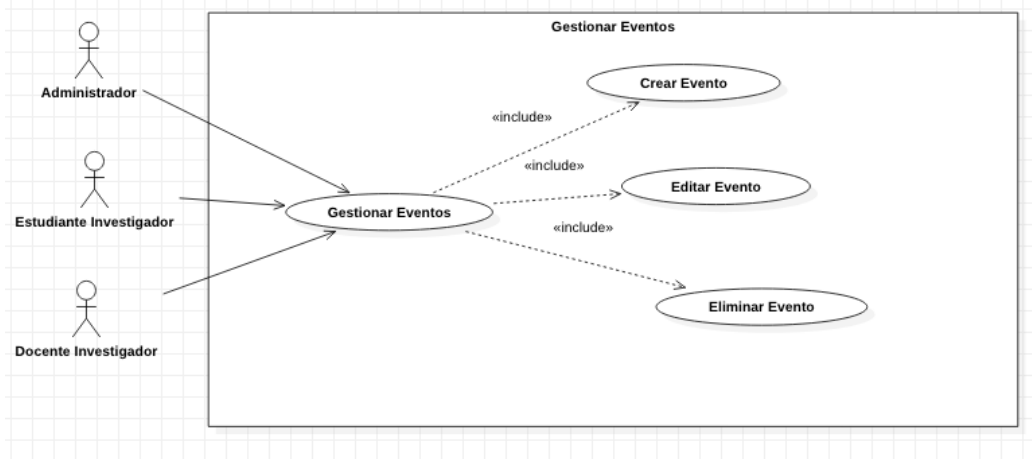 Gestionar Eventos
Administrador
Crear Evento
«include»
«include»
Editar Evento
Estudiante Investigador
Gestionar Eventos
«include»
Eliminar Evento
Docente Investigador